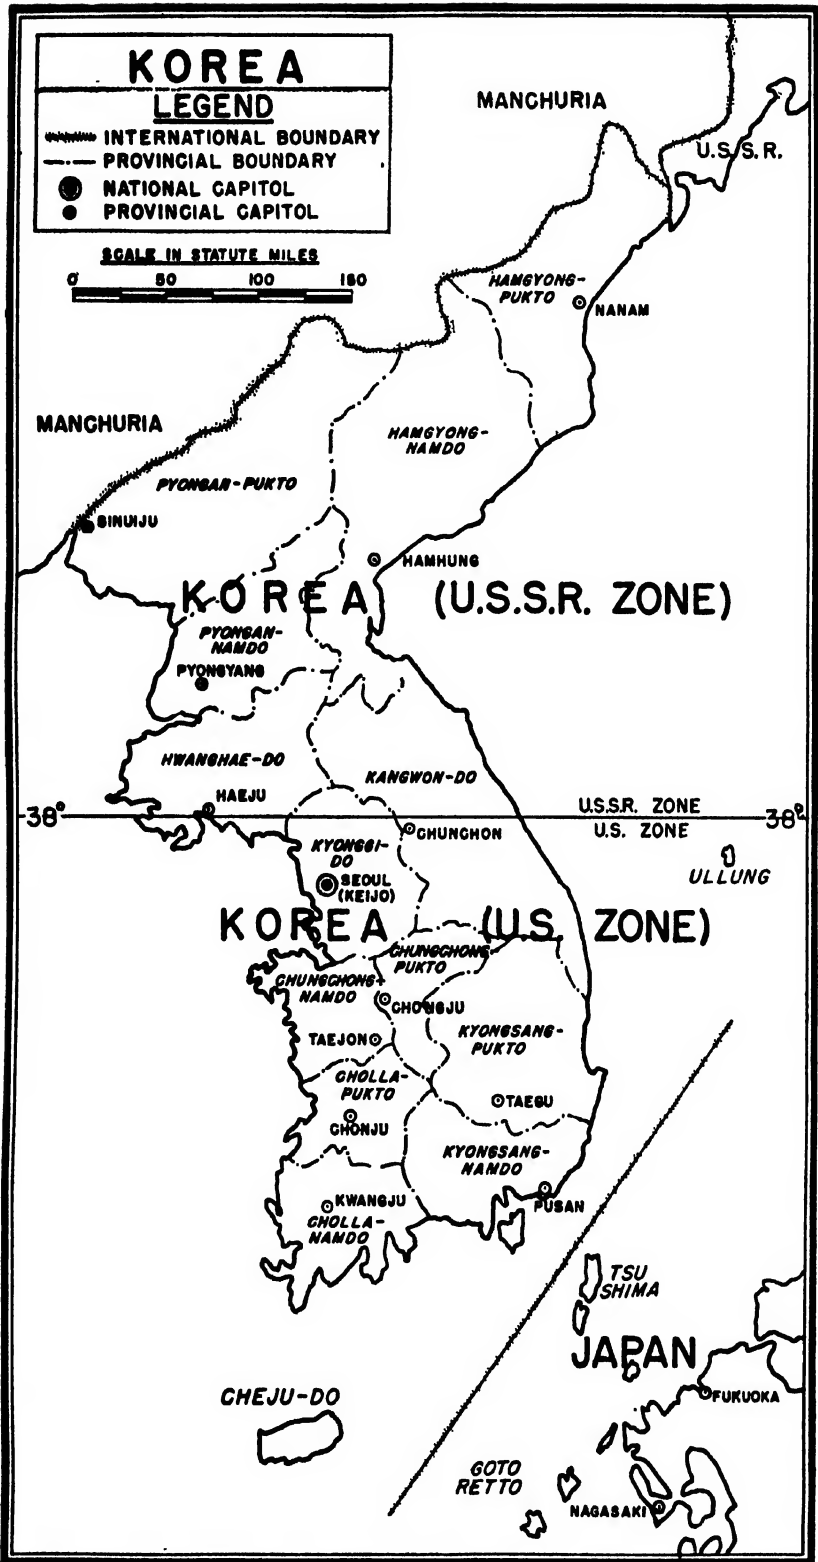 KOREA
LEGEND
INTERNATIONAL BOUNDARY
PROVINCIAL BOUNDARY
NATIONAL CAPITOL
PROVINCIAL CAPITOL
SCALE IN STATUTE MILES
0 50 100 150
MANCHURIA
U.S.S.R.
HAMGYONG-
PUKTO
NANAM
MANCHURIA
HAMGYONG-
NAMDO
PYONGAN-PUKTO
SINUIJU
HAMHUNG
KOREA (U.S.S.R. ZONE)
PYONGAN-
NAMDO
PYONGYANG
HWANGHAE-DO
KANGWON-DO
HAEJU
38° 38°
U.S.S.R. ZONE
U.S. ZONE
CHUNCHON
KYONGGI-
DO
SEOUL
(KEIJO)
ULLUNG
KOREA (U.S. ZONE)
CHUNGCHONG-
PUKTO
CHUNGCHONG-
NAMDO
CHONGJU
TAEJON
KYONGSANG-
PUKTO
CHOLLA-
PUKTO
TAEGU
CHONJU
KYONGSANG-
NAMDO
PUSAN
KWANGJU
CHOLLA-
NAMDO
TSU
SHIMA
JAPAN
FUKUOKA
CHEJU-DO
GOTO
RETTO
NAGASAKI